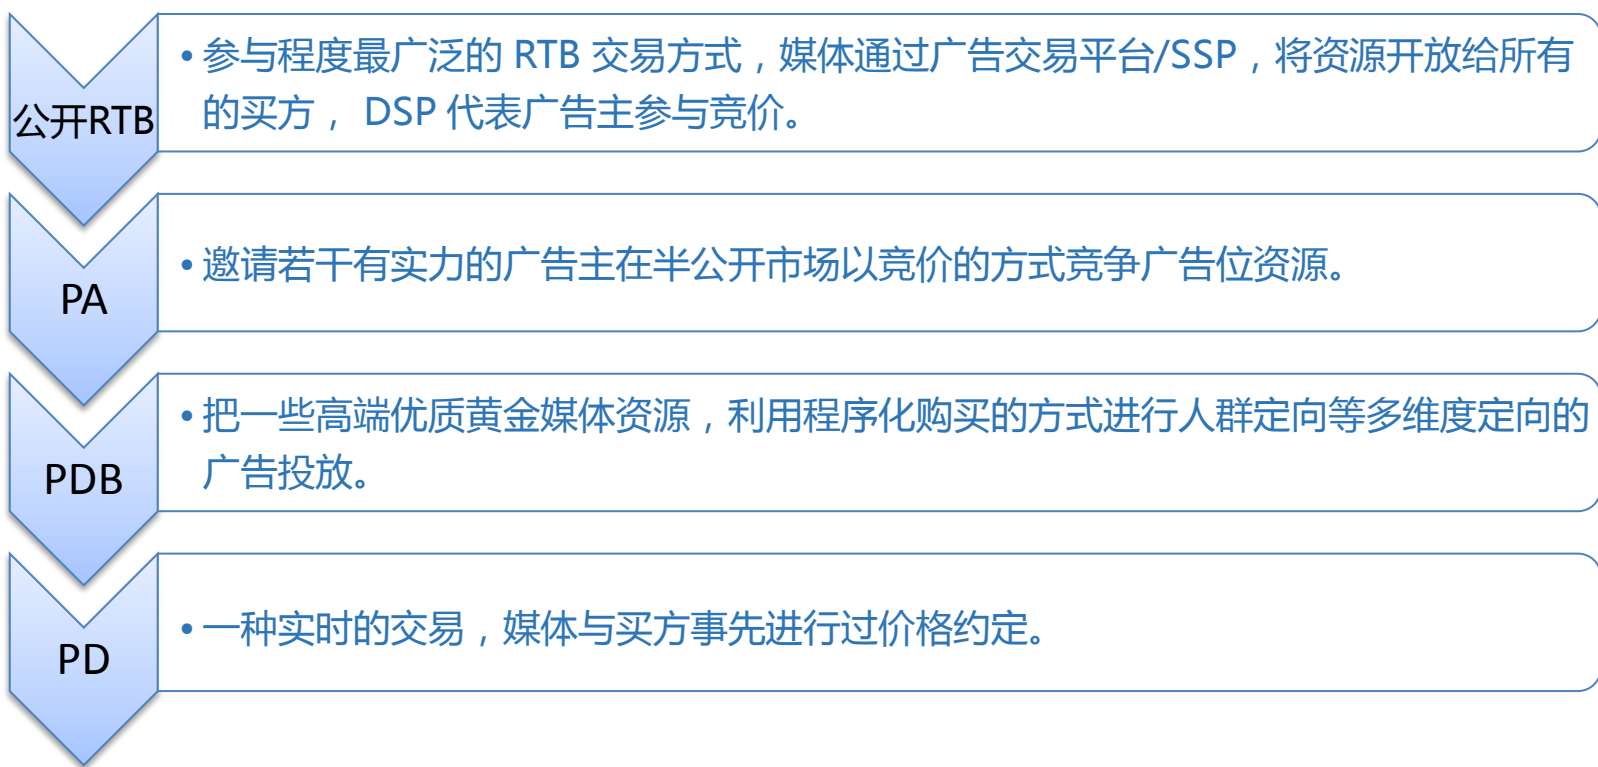 公开RTB
• 参与程度最广泛的 RTB 交易方式，媒体通过广告交易平台/SSP，将资源开放给所有
的买方， DSP 代表广告主参与竞价。
PA
• 邀请若干有实力的广告主在半公开市场以竞价的方式竞争广告位资源。
PDB
• 把一些高端优质黄金媒体资源，利用程序化购买的方式进行人群定向等多维度定向的
广告投放。
PD
• 一种实时的交易，媒体与买方事先进行过价格约定。